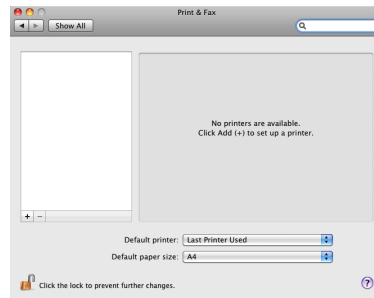 Print & Fax
Show All
No printers are available.
Click Add (+) to set up a printer.
+ −
Default printer: Last Printer Used
Default paper size: A4
Click the lock to prevent further changes.
?